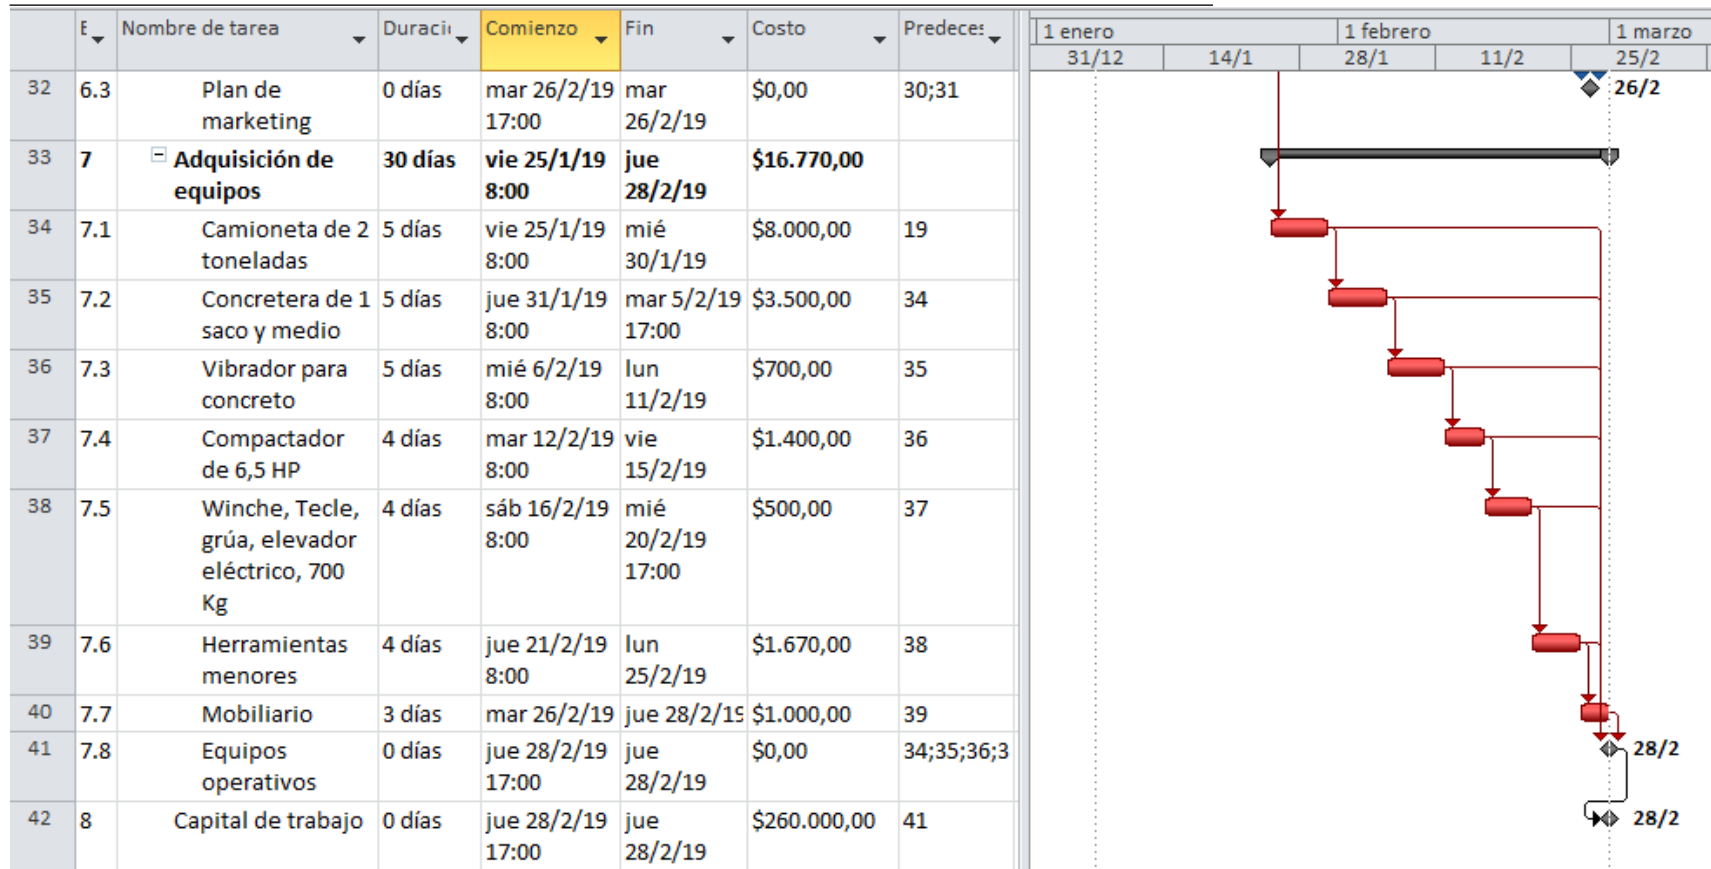 E Nombre de tarea Duració Comienzo Fin Costo Predeces
1 enero 1 febrero 1 marzo
31/12 14/1 28/1 11/2 25/2
32 6.3 Plan de 0 días mar 26/2/19 mar $0,00 30;31 26/2
marketing 17:00 26/2/19
33 7 Adquisición de 30 días vie 25/1/19 jue $16.770,00
equipos 8:00 28/2/19
34 7.1 Camioneta de 2 5 días vie 25/1/19 mié $8.000,00 19
toneladas 8:00 30/1/19
35 7.2 Concretera de 1 5 días jue 31/1/19 mar 5/2/19 $3.500,00 34
saco y medio 8:00 17:00
36 7.3 Vibrador para 5 días mié 6/2/19 lun $700,00 35
concreto 8:00 11/2/19
37 7.4 Compactador 4 días mar 12/2/19 vie $1.400,00 36
de 6,5 HP 8:00 15/2/19
38 7.5 Winche, Tecle, 4 días sáb 16/2/19 mié $500,00 37
grúa, elevador 8:00 20/2/19
eléctrico, 700 17:00
Kg
39 7.6 Herramientas 4 días jue 21/2/19 lun $1.670,00 38
menores 8:00 25/2/19
40 7.7 Mobiliario 3 días mar 26/2/19 jue 28/2/19 $1.000,00 39
41 7.8 Equipos 0 días jue 28/2/19 jue $0,00 34;35;36;3 28/2
operativos 17:00 28/2/19
42 8 Capital de trabajo 0 días jue 28/2/19 jue $260.000,00 41 28/2
17:00 28/2/19